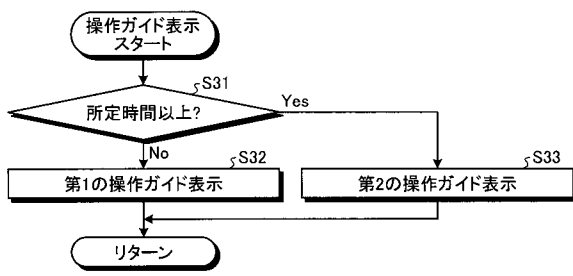 操作ガイド表示
スタート
S31
所定時間以上?
Yes
No
S32
第1の操作ガイド表示
S33
第2の操作ガイド表示
リターン